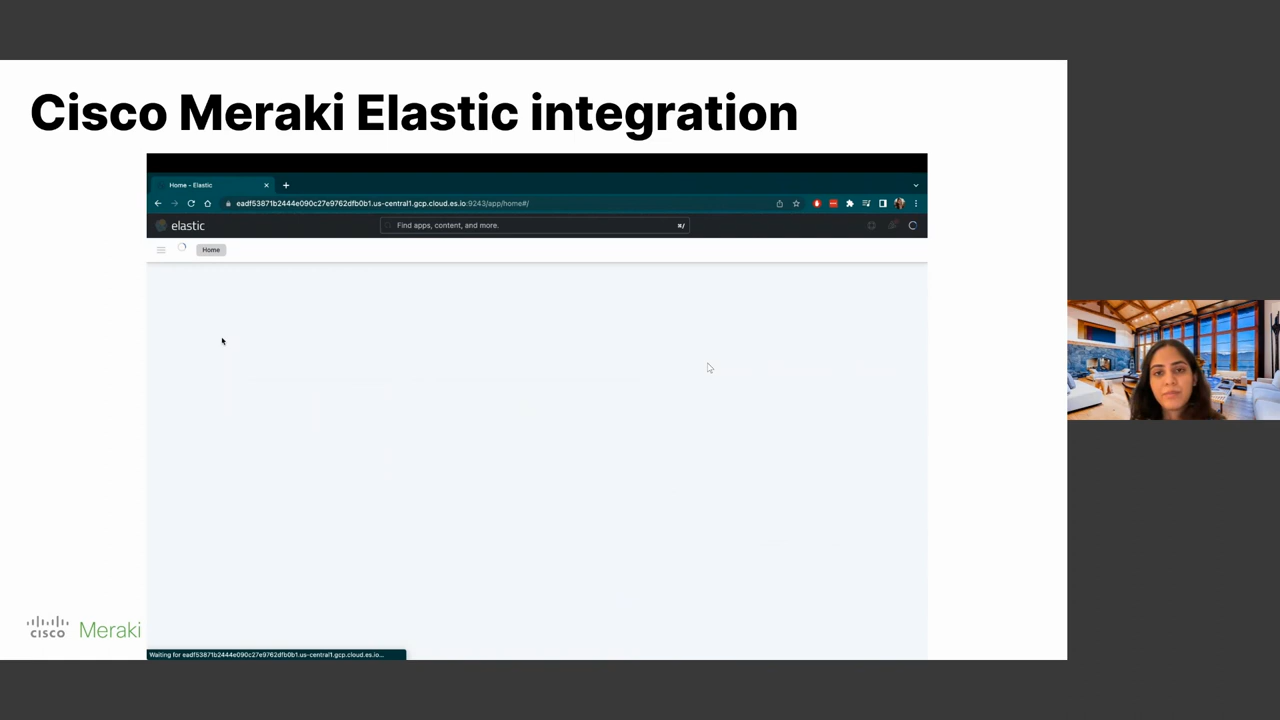 Cisco Meraki Elastic integration
Home - Elastic
eadf53871b2444e090c27e9762dfb0b1.us-central1.gcp.cloud.es.io:9243/app/home#/
elastic
Find apps, content, and more.
⌘/
Home
cisco Meraki
Waiting for eadf53871b2444e090c27e9762dfb0b1.us-central1.gcp.cloud.es.io...